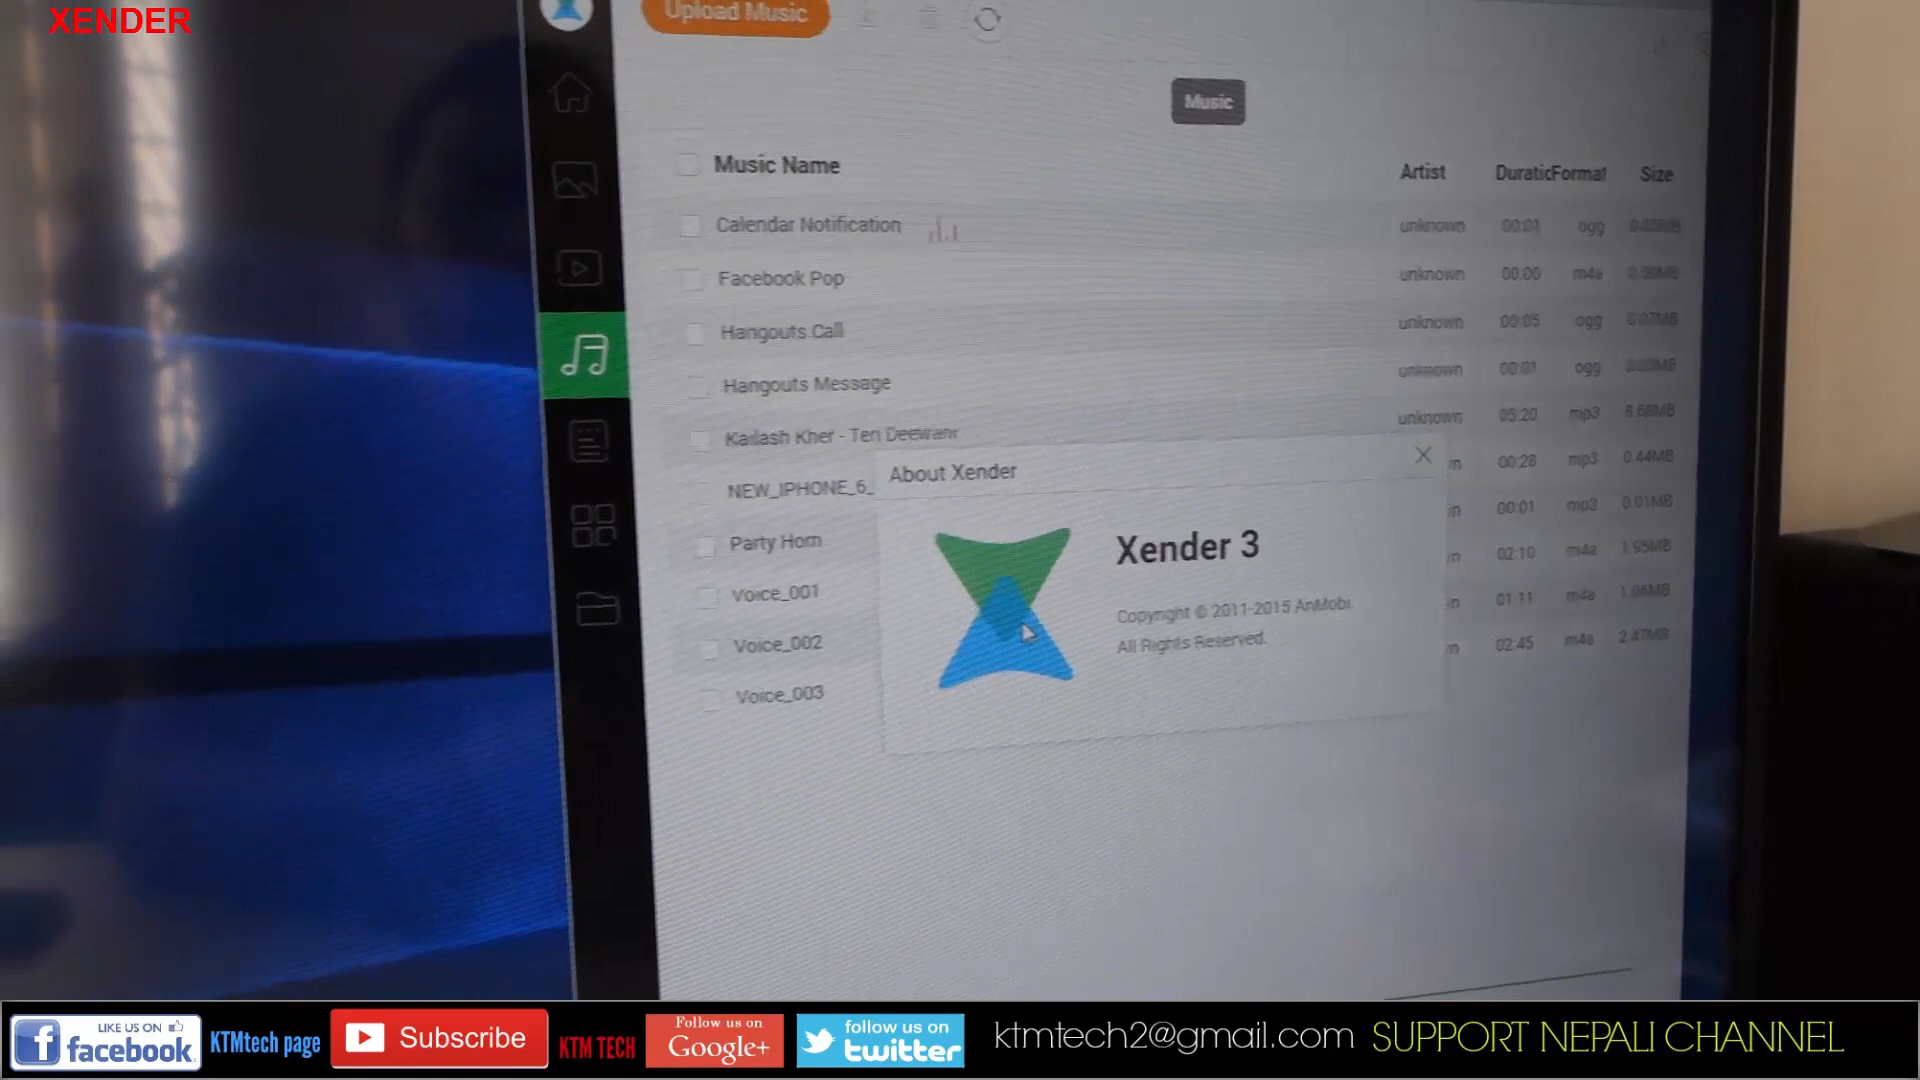 XENDER
Upload Music
Music
Music Name Artist Duratic Format Size
Calendar Notification unknown 00:01 ogg
Facebook Pop unknown 00:00 m4a
Hangouts Call unknown 00:05 ogg
Hangouts Message unknown 00:01 ogg
Kailash Kher - Teri Deewani unknown 05:20 mp3
NEW_IPHONE_6_ 00:28 mp3 0.44MB
Party Horn 00:01 mp3 0.01MB
Voice_001 02:10 m4a 1.95MB
Voice_002 01:11 m4a
Voice_003 02:45 m4a 2.47MB
About Xender
Xender 3
Copyright © 2011-2015 AnMobi.
All Rights Reserved.
LIKE US ON
facebook.
KTMtech page
Subscribe
KTM TECH
Follow us on
Google+
follow us on
twitter
ktmtech2@gmail.com
SUPPORT NEPALI CHANNEL